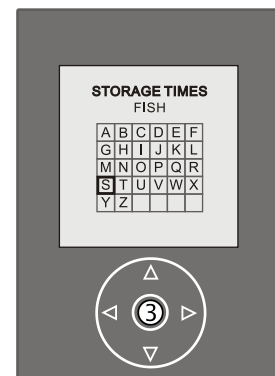 STORAGE TIMES
FISH
A B C D E F
G H I J K L
M N O P Q R
S T U V W X
Y Z
3